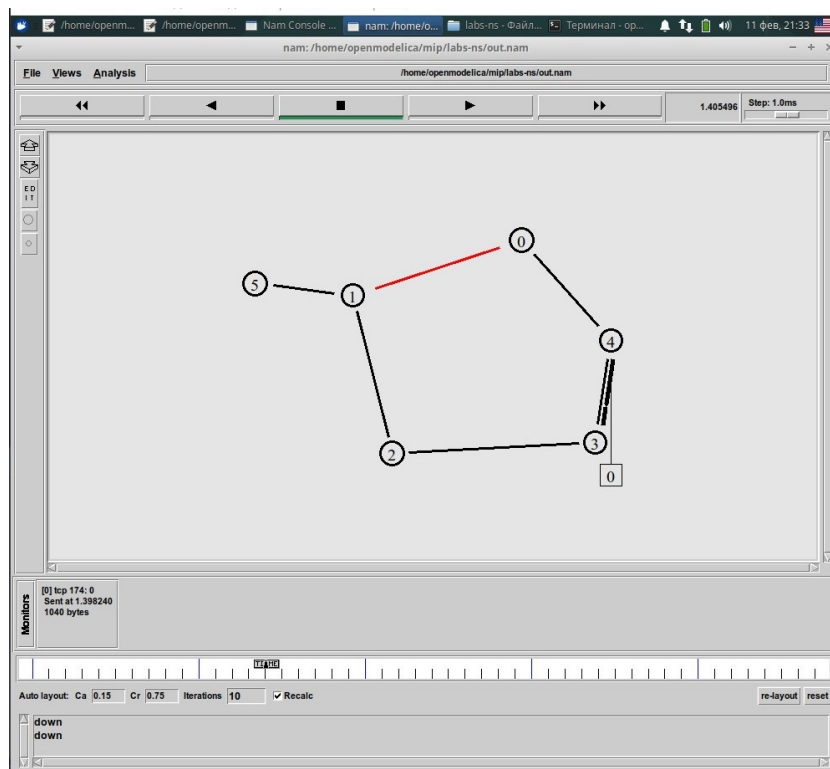 /home/openm... /home/openm... Nam Console ... nam: /home/o... labs-ns - Файл... Терминал - op... 11 фев, 21:33
nam: /home/openmodelica/mip/labs-ns/out.nam
File Views Analysis /home/openmodelica/mip/labs-ns/out.nam
1.405496 Step: 1.0ms
E D
I T
0
5
1
4
3
2
0
Monitors
[0] tcp 174: 0
Sent at 1.398240
1040 bytes
TIME
Auto layout: Ca 0.15 Cr 0.75 Iterations 10 Recalc re-layout reset
down
down